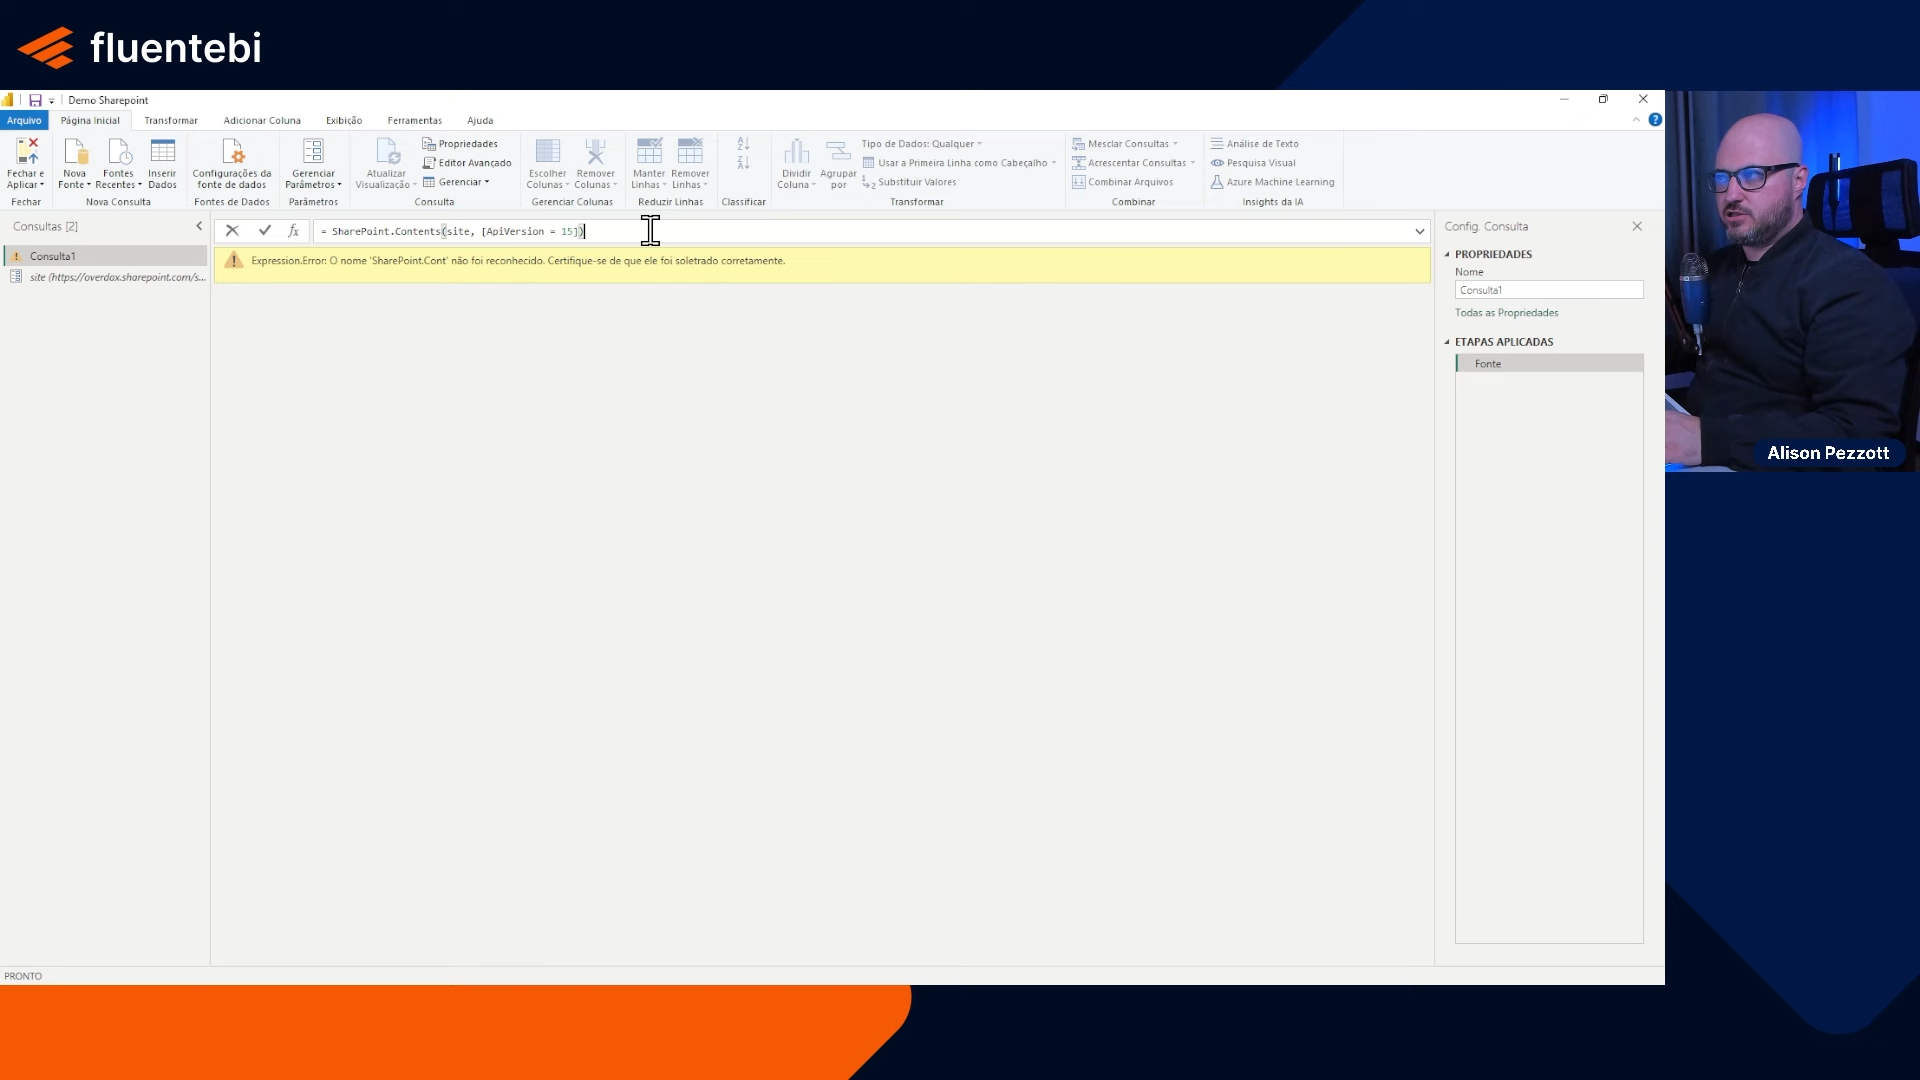 fluentebi
Demo Sharepoint
Arquivo Página Inicial Transformar Adicionar Coluna Exibição Ferramentas Ajuda
Fechar e Aplicar
Fechar
Nova Fonte
Fontes Recentes
Inserir Dados
Nova Consulta
Configurações da fonte de dados
Fontes de Dados
Gerenciar Parâmetros
Parâmetros
Atualizar Visualização
Propriedades
Editor Avançado
Gerenciar
Consulta
Escolher Colunas
Remover Colunas
Gerenciar Colunas
Manter Linhas
Remover Linhas
Reduzir Linhas
Classificar
Dividir Coluna
Agrupar por
Tipo de Dados: Qualquer
Usar a Primeira Linha como Cabeçalho
Substituir Valores
Transformar
Mesclar Consultas
Acrescentar Consultas
Combinar Arquivos
Combinar
Análise de Texto
Pesquisa Visual
Azure Machine Learning
Insights da IA
Consultas [2]
Consulta1
site (https://overdax.sharepoint.com/s...
= SharePoint.Contents(site, [ApiVersion = 15])
Expression.Error: O nome 'SharePoint.Cont' não foi reconhecido. Certifique-se de que ele foi soletrado corretamente.
Config. Consulta
PROPRIEDADES
Nome
Consulta1
Todas as Propriedades
ETAPAS APLICADAS
Fonte
Alison Pezzott
PRONTO